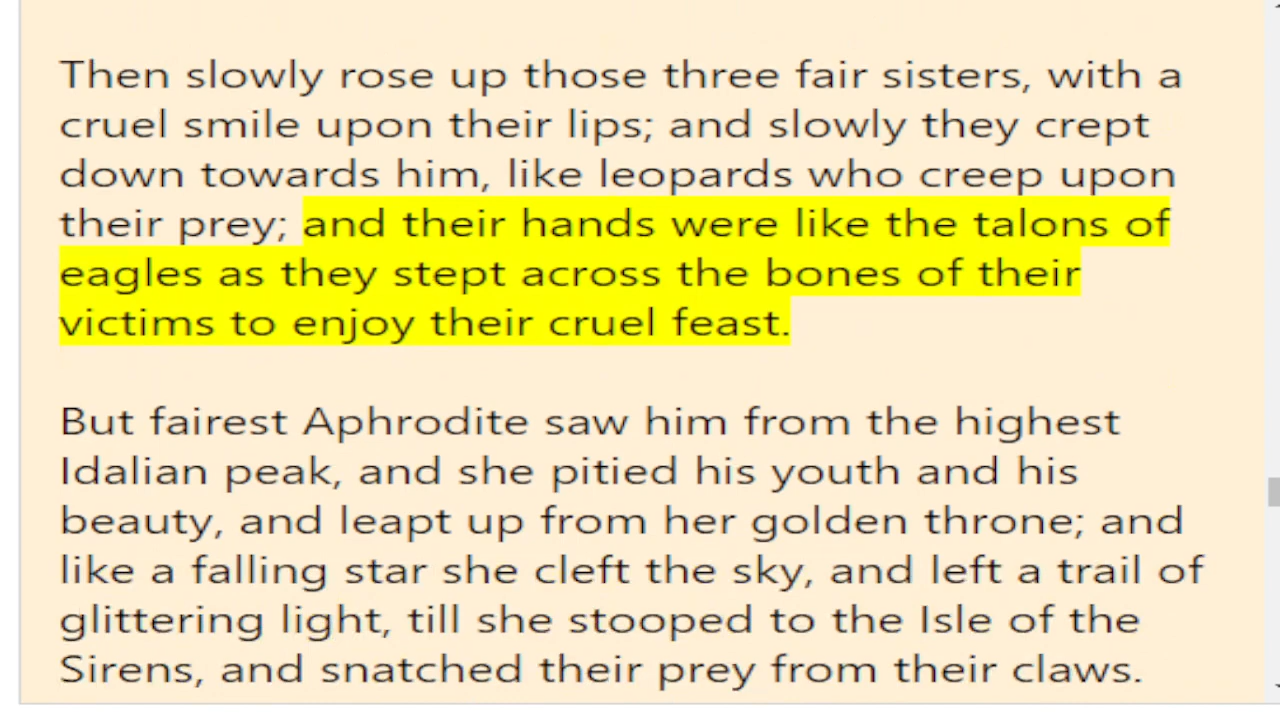 Then slowly rose up those three fair sisters, with a
cruel smile upon their lips; and slowly they crept
down towards him, like leopards who creep upon
their prey; and their hands were like the talons of
eagles as they stept across the bones of their
victims to enjoy their cruel feast.
But fairest Aphrodite saw him from the highest
Idalian peak, and she pitied his youth and his
beauty, and leapt up from her golden throne; and
like a falling star she cleft the sky, and left a trail of
glittering light, till she stooped to the Isle of the
Sirens, and snatched their prey from their claws.